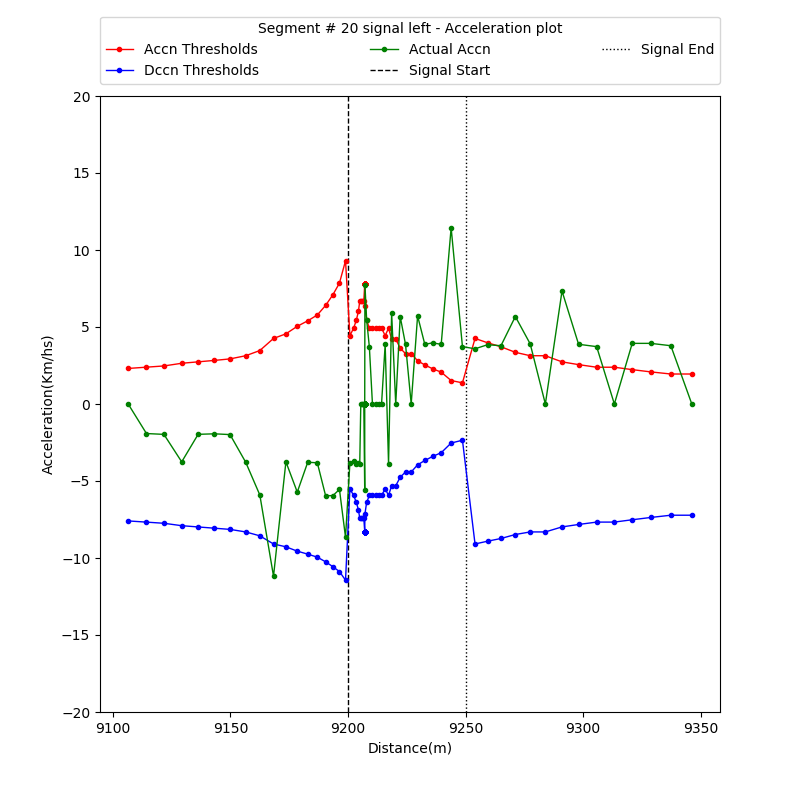 Segment # 20 signal left - Acceleration plot
Accn Thresholds
Dccn Thresholds
Actual Accn
Signal Start
Signal End
20
15
10
5
0
−5
−10
−15
−20
Acceleration(Km/hs)
9100 9150 9200 9250 9300 9350
Distance(m)